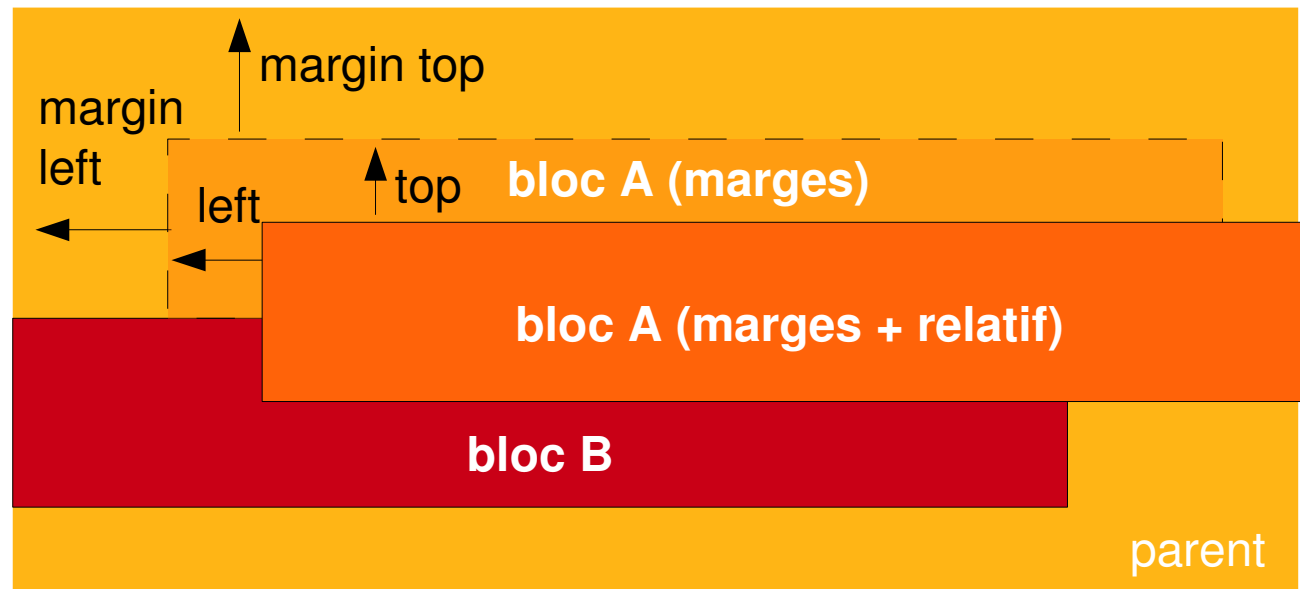 margin top
margin
left
top
bloc A (marges)
left
bloc A (marges + relatif)
bloc B
parent